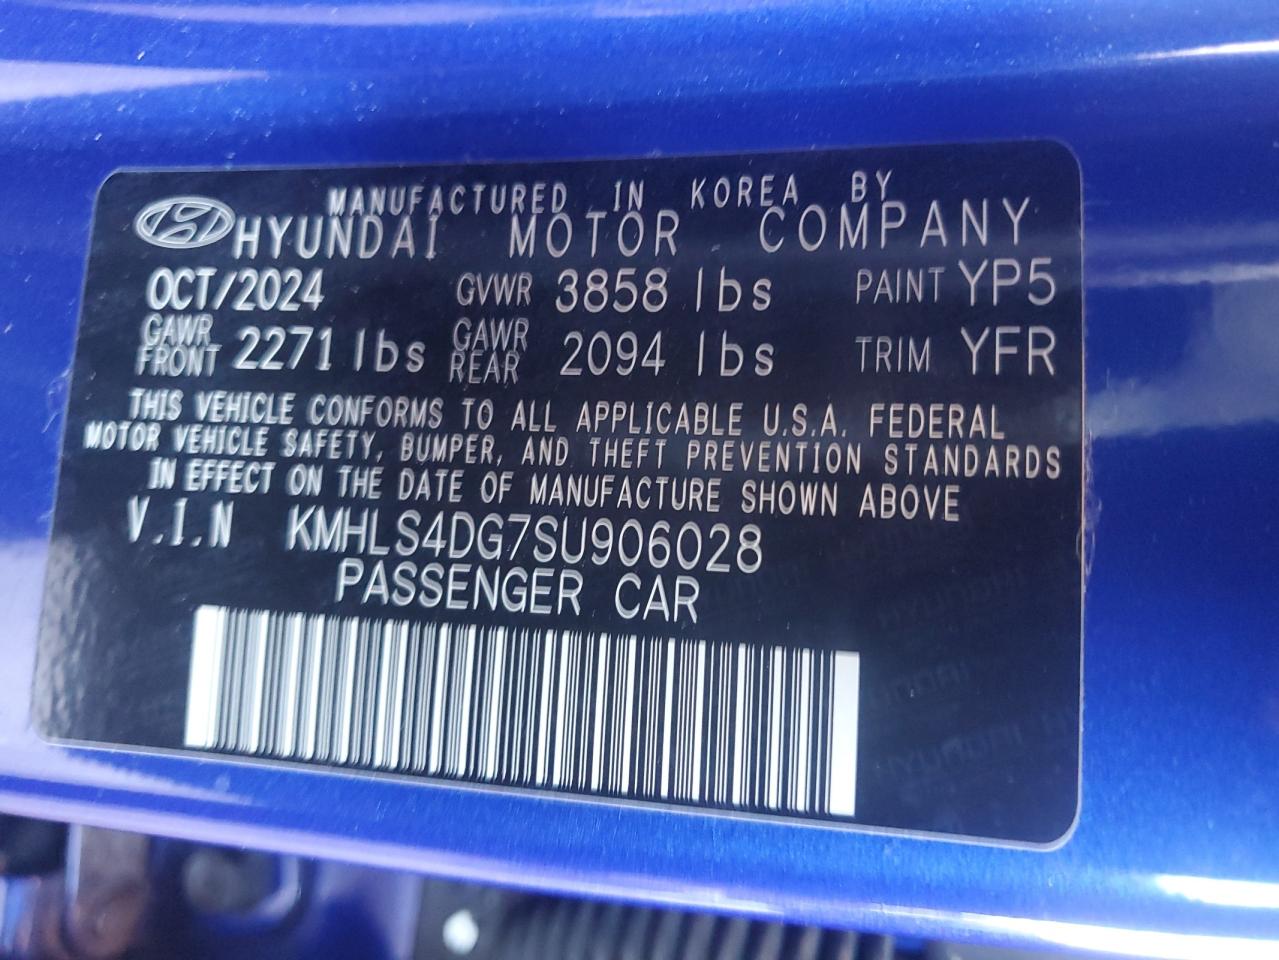 MANUFACTURED IN KOREA BY
HYUNDAI MOTOR COMPANY
OCT/2024 GVWR 3858 lbs PAINT YP5
GAWR FRONT 2271 lbs GAWR REAR 2094 lbs TRIM YFR
THIS VEHICLE CONFORMS TO ALL APPLICABLE U.S.A. FEDERAL
MOTOR VEHICLE SAFETY, BUMPER, AND THEFT PREVENTION STANDARDS
IN EFFECT ON THE DATE OF MANUFACTURE SHOWN ABOVE
V.I.N KMHLS4DG7SU906028
PASSENGER CAR